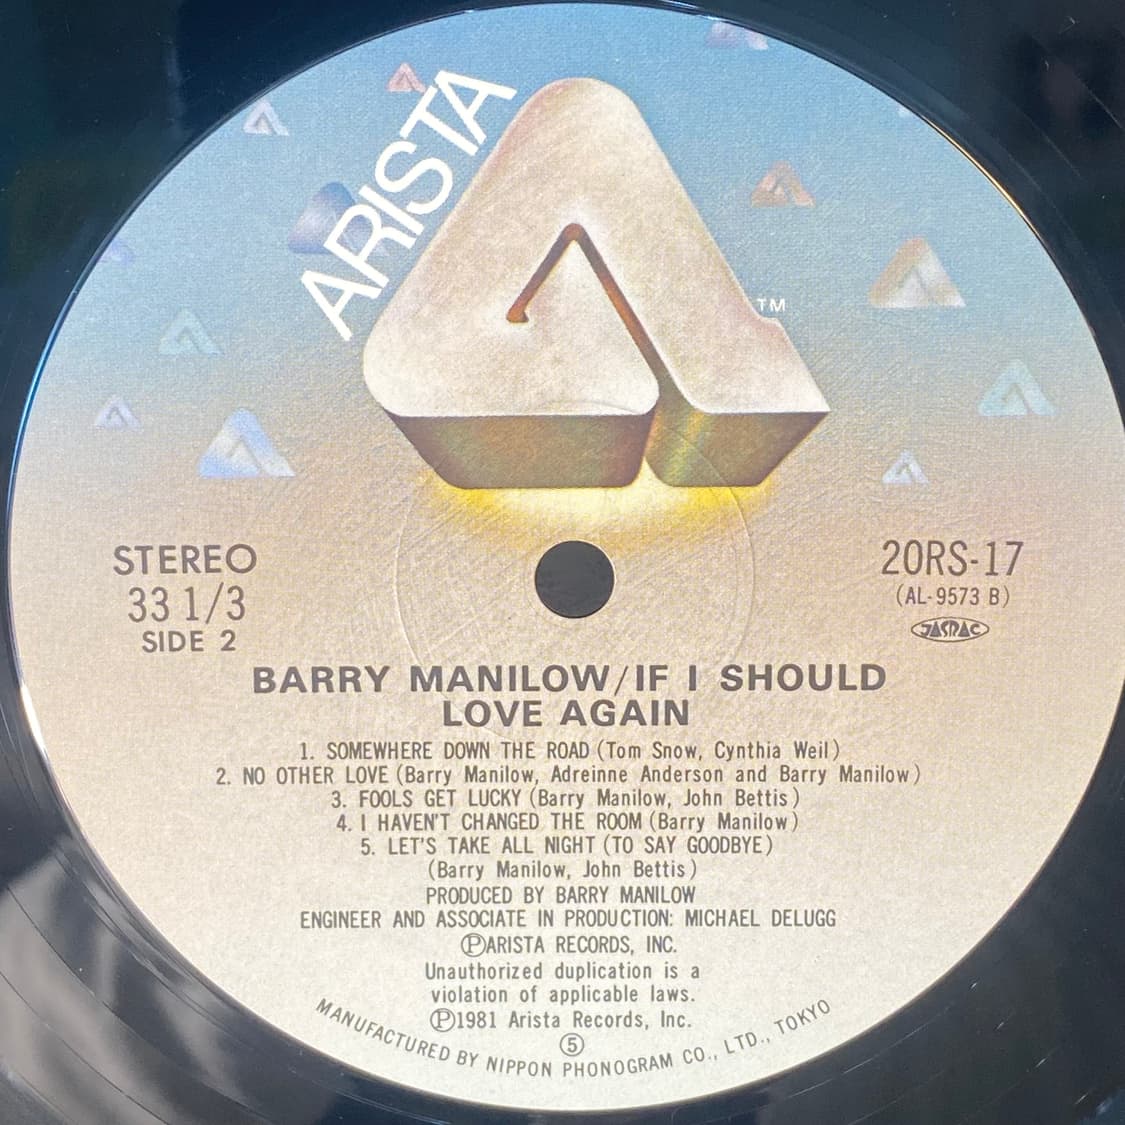 ARISTA
TM
STEREO
33 1/3
SIDE 2
20RS-17
(AL-9573 B)
JASRAC
BARRY MANILOW/IF I SHOULD
LOVE AGAIN
1. SOMEWHERE DOWN THE ROAD (Tom Snow, Cynthia Weil)
2. NO OTHER LOVE (Barry Manilow, Adreinne Anderson and Barry Manilow)
3. FOOLS GET LUCKY (Barry Manilow, John Bettis)
4. I HAVEN'T CHANGED THE ROOM (Barry Manilow)
5. LET'S TAKE ALL NIGHT (TO SAY GOODBYE)
(Barry Manilow, John Bettis)
PRODUCED BY BARRY MANILOW
ENGINEER AND ASSOCIATE IN PRODUCTION: MICHAEL DELUGG
ⓅARISTA RECORDS, INC.
Unauthorized duplication is a
violation of applicable laws.
Ⓟ1981 Arista Records, Inc.
⑤
MANUFACTURED BY NIPPON PHONOGRAM CO., LTD., TOKYO